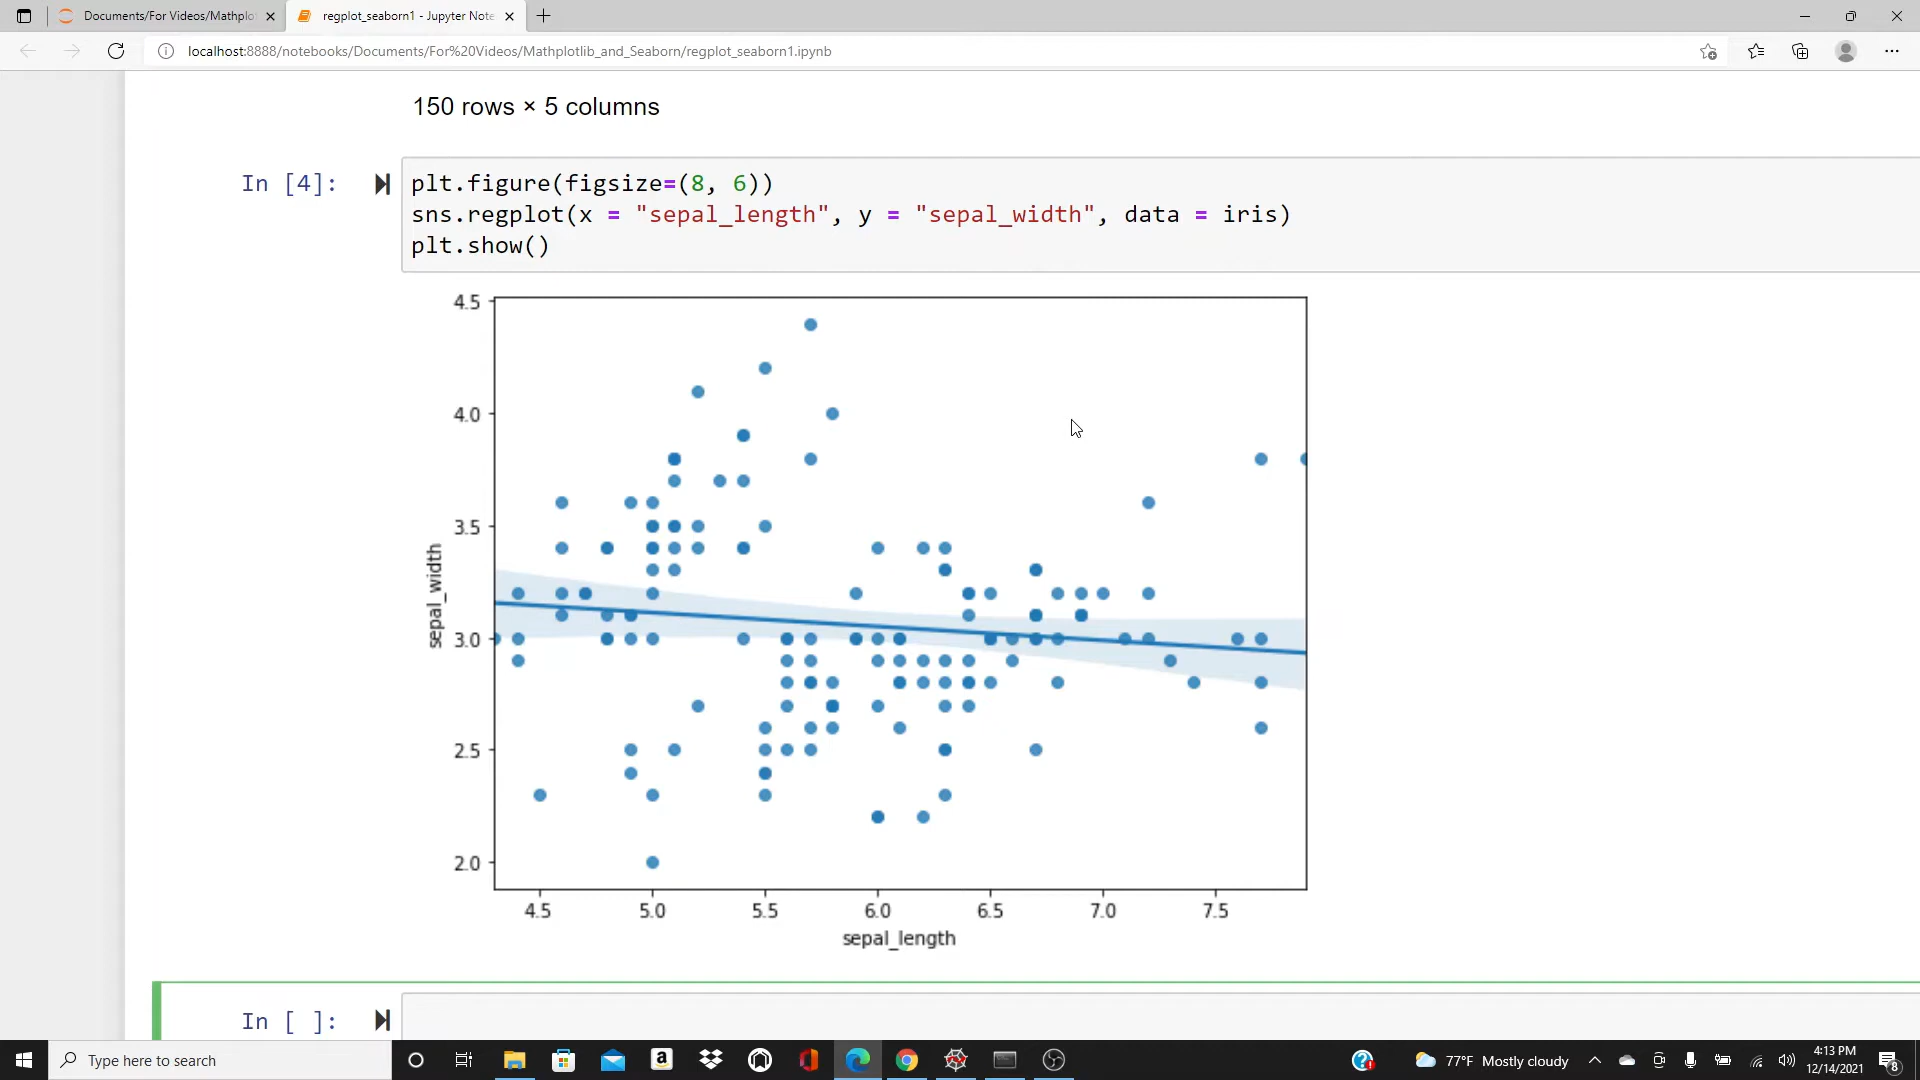 Documents/For Videos/Mathplot
regplot_seaborn1 - Jupyter Note
localhost:8888/notebooks/Documents/For%20Videos/Mathplotlib_and_Seaborn/regplot_seaborn1.ipynb
150 rows × 5 columns
In [4]:
plt.figure(figsize=(8, 6))
sns.regplot(x = "sepal_length", y = "sepal_width", data = iris)
plt.show()
4.5
4.0
3.5
3.0
2.5
2.0
sepal_width
4.5 5.0 5.5 6.0 6.5 7.0 7.5
sepal_length
In [ ]:
Type here to search
77°F Mostly cloudy
4:13 PM
12/14/2021
8